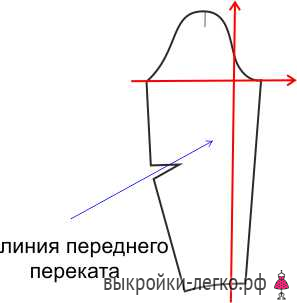 линия переднего
переката
выкройки-легко.рф